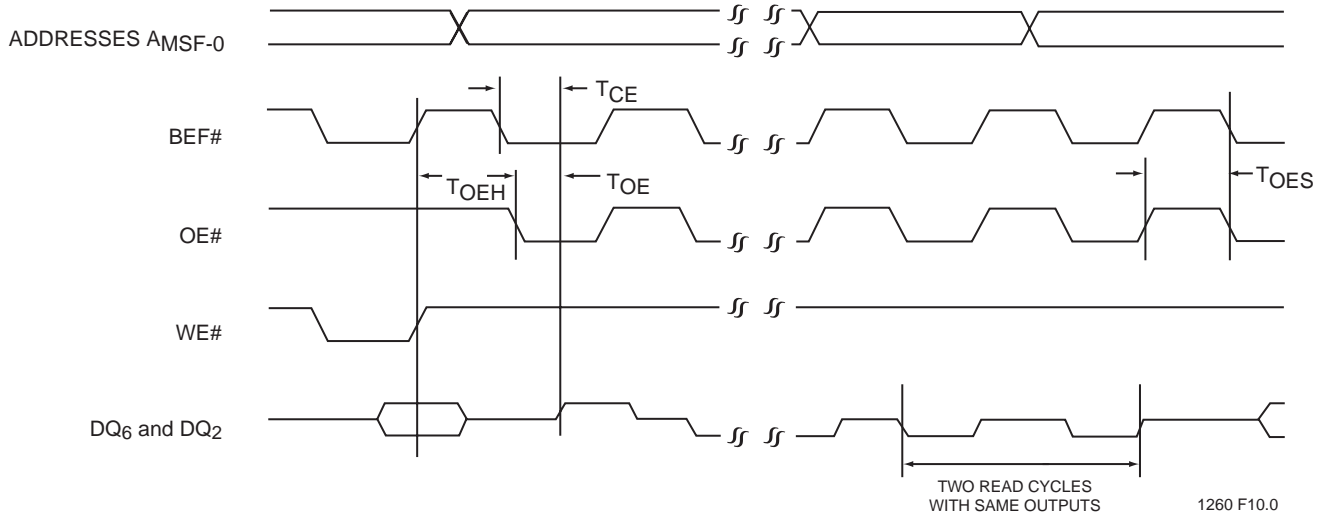 ADDRESSES AMSF-0
TCE
BEF#
TOEH
TOE
TOES
OE#
WE#
DQ6 and DQ2
TWO READ CYCLES
WITH SAME OUTPUTS
1260 F10.0